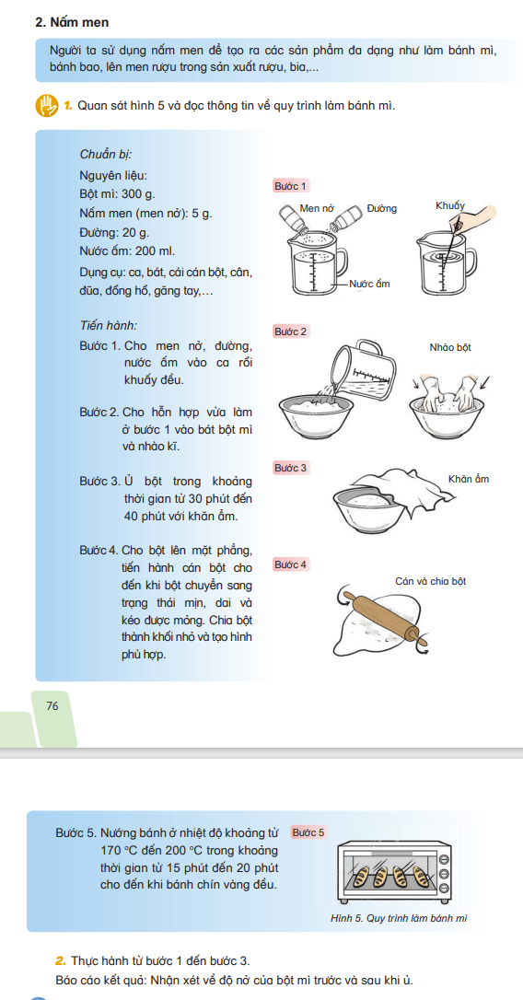 2. Nấm men
Người ta sử dụng nấm men để tạo ra các sản phẩm đa dạng như làm bánh mì,
bánh bao, lên men rượu trong sản xuất rượu, bia,...
1. Quan sát hình 5 và đọc thông tin về quy trình làm bánh mì.
Chuẩn bị:
Nguyên liệu:
Bột mì: 300 g.
Nấm men (men nở): 5 g.
Đường: 20 g.
Nước ấm: 200 ml.
Dụng cụ: ca, bát, cái cán bột, cân,
đũa, đồng hồ, găng tay,...
Tiến hành:
Bước 1. Cho men nở, đường,
nước ấm vào ca rồi
khuấy đều.
Bước 2. Cho hỗn hợp vừa làm
ở bước 1 vào bát bột mì
và nhào kĩ.
Bước 3. Ủ bột trong khoảng
thời gian từ 30 phút đến
40 phút với khăn ẩm.
Bước 4. Cho bột lên mặt phẳng,
tiến hành cán bột cho
đến khi bột chuyển sang
trạng thái mịn, dai và
kéo được mỏng. Chia bột
thành khối nhỏ và tạo hình
phù hợp.
Bước 1
Men nở
Đường
Khuấy
Nước ấm
Bước 2
Nhào bột
Bước 3
Khăn ẩm
Bước 4
Cán và chia bột
76
Bước 5. Nướng bánh ở nhiệt độ khoảng từ
170 °C đến 200 °C trong khoảng
thời gian từ 15 phút đến 20 phút
cho đến khi bánh chín vàng đều.
Bước 5
Hình 5. Quy trình làm bánh mì
2. Thực hành từ bước 1 đến bước 3.
Báo cáo kết quả: Nhận xét về độ nở của bột mì trước và sau khi ủ.